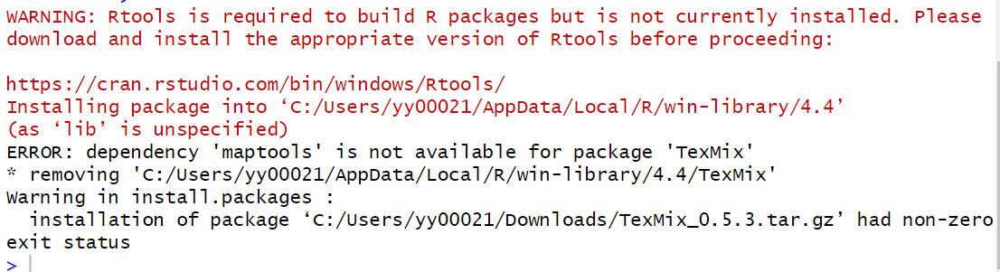 WARNING: Rtools is required to build R packages but is not currently installed. Please
download and install the appropriate version of Rtools before proceeding:
https://cran.rstudio.com/bin/windows/Rtools/
Installing package into ‘C:/Users/yy00021/AppData/Local/R/win-library/4.4’
(as ‘lib’ is unspecified)
ERROR: dependency 'maptools' is not available for package 'TexMix'
* removing 'C:/Users/yy00021/AppData/Local/R/win-library/4.4/TexMix'
Warning in install.packages :
  installation of package ‘C:/Users/yy00021/Downloads/TexMix_0.5.3.tar.gz’ had non-zero
exit status
>